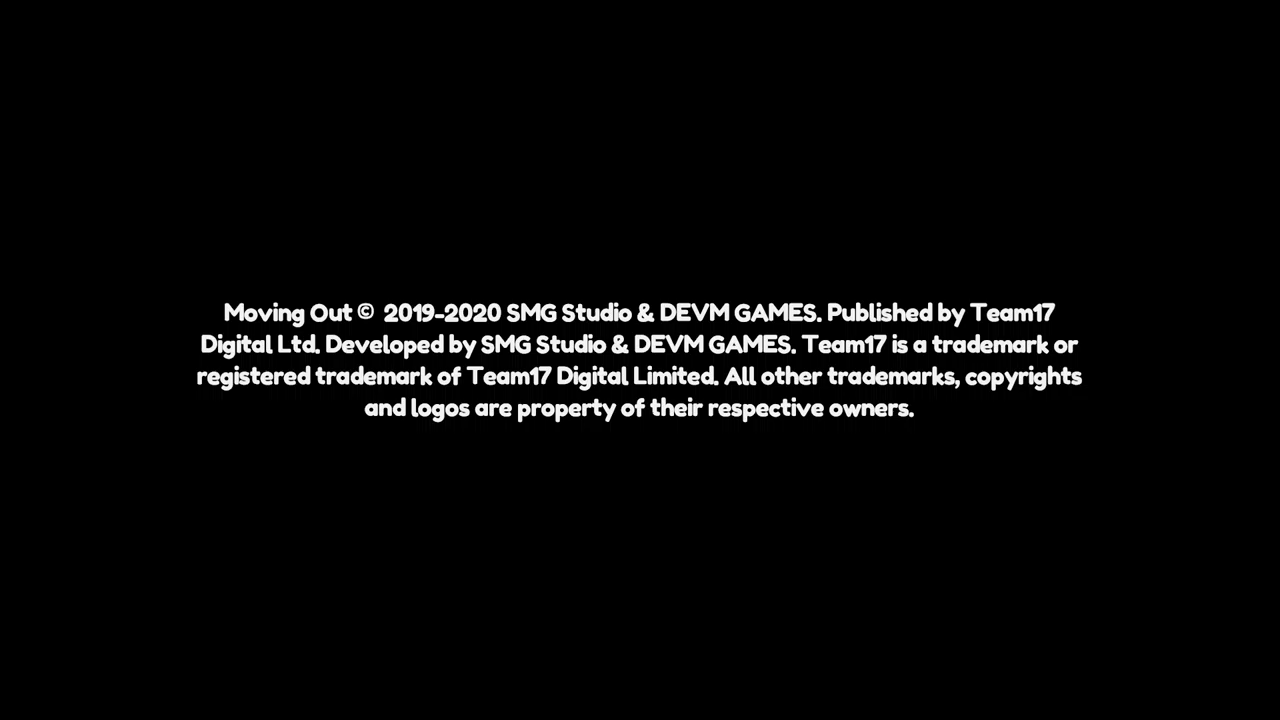 Moving Out © 2019-2020 SMG Studio & DEVM GAMES. Published by Team17
Digital Ltd. Developed by SMG Studio & DEVM GAMES. Team17 is a trademark or
registered trademark of Team17 Digital Limited. All other trademarks, copyrights
and logos are property of their respective owners.